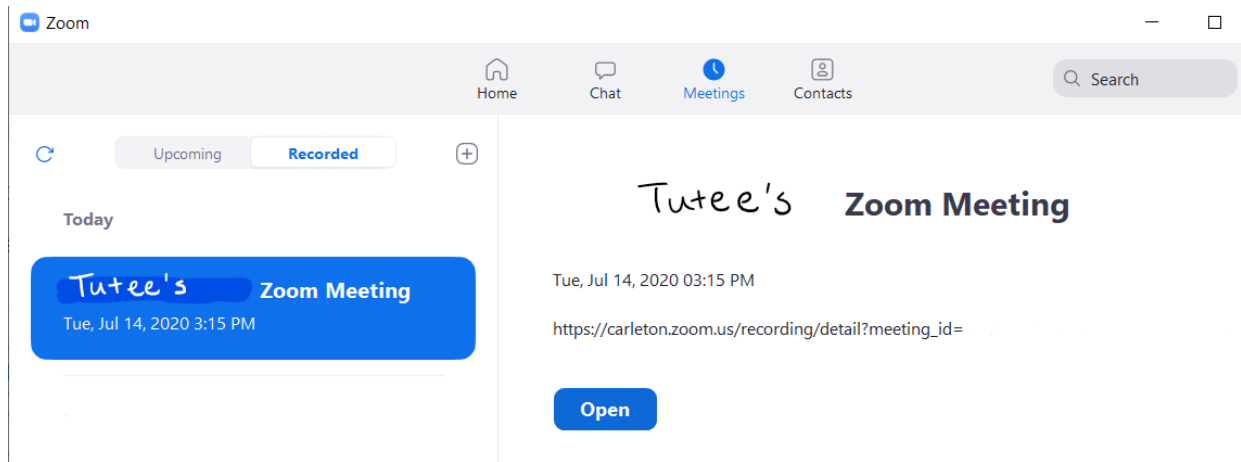 Zoom
Home Chat Meetings Contacts Search
Upcoming Recorded
Today
Tutee's Zoom Meeting
Tue, Jul 14, 2020 3:15 PM
Tutee's Zoom Meeting
Tue, Jul 14, 2020 03:15 PM
https://carleton.zoom.us/recording/detail?meeting_id=
Open